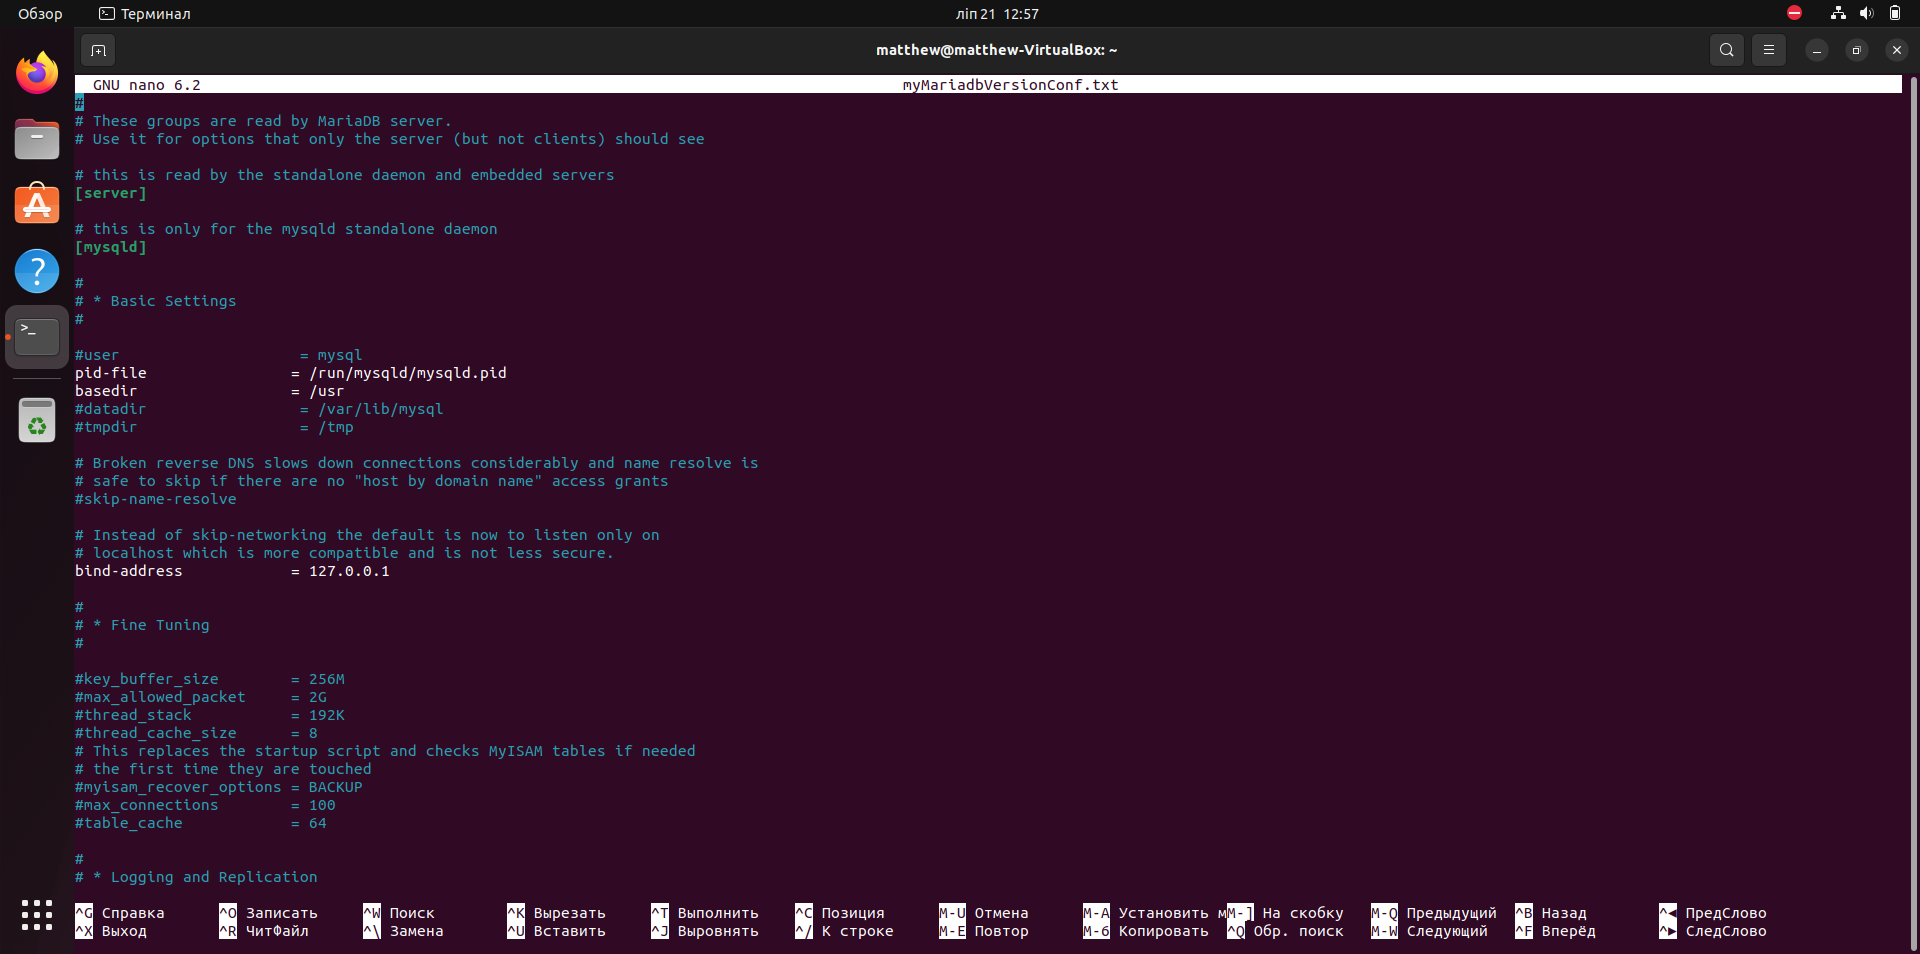 Обзор Терминал ліп 21 12:57
matthew@matthew-VirtualBox: ~
GNU nano 6.2 myMariadbVersionConf.txt
#
# These groups are read by MariaDB server.
# Use it for options that only the server (but not clients) should see
# this is read by the standalone daemon and embedded servers
[server]
# this is only for the mysqld standalone daemon
[mysqld]
#
# * Basic Settings
#
#user = mysql
pid-file = /run/mysqld/mysqld.pid
basedir = /usr
#datadir = /var/lib/mysql
#tmpdir = /tmp
# Broken reverse DNS slows down connections considerably and name resolve is
# safe to skip if there are no "host by domain name" access grants
#skip-name-resolve
# Instead of skip-networking the default is now to listen only on
# localhost which is more compatible and is not less secure.
bind-address = 127.0.0.1
#
# * Fine Tuning
#
#key_buffer_size = 256M
#max_allowed_packet = 2G
#thread_stack = 192K
#thread_cache_size = 8
# This replaces the startup script and checks MyISAM tables if needed
# the first time they are touched
#myisam_recover_options = BACKUP
#max_connections = 100
#table_cache = 64
#
# * Logging and Replication
^G Справка ^O Записать ^W Поиск ^K Вырезать ^T Выполнить ^C Позиция M-U Отмена M-A Установить м M-] На скобку M-Q Предыдущий ^B Назад ^◄ ПредСлово
^X Выход ^R ЧитФайл ^\ Замена ^U Вставить ^J Выровнять ^/ К строке M-E Повтор M-6 Копировать ^Q Обр. поиск M-W Следующий ^F Вперёд ^► СледСлово